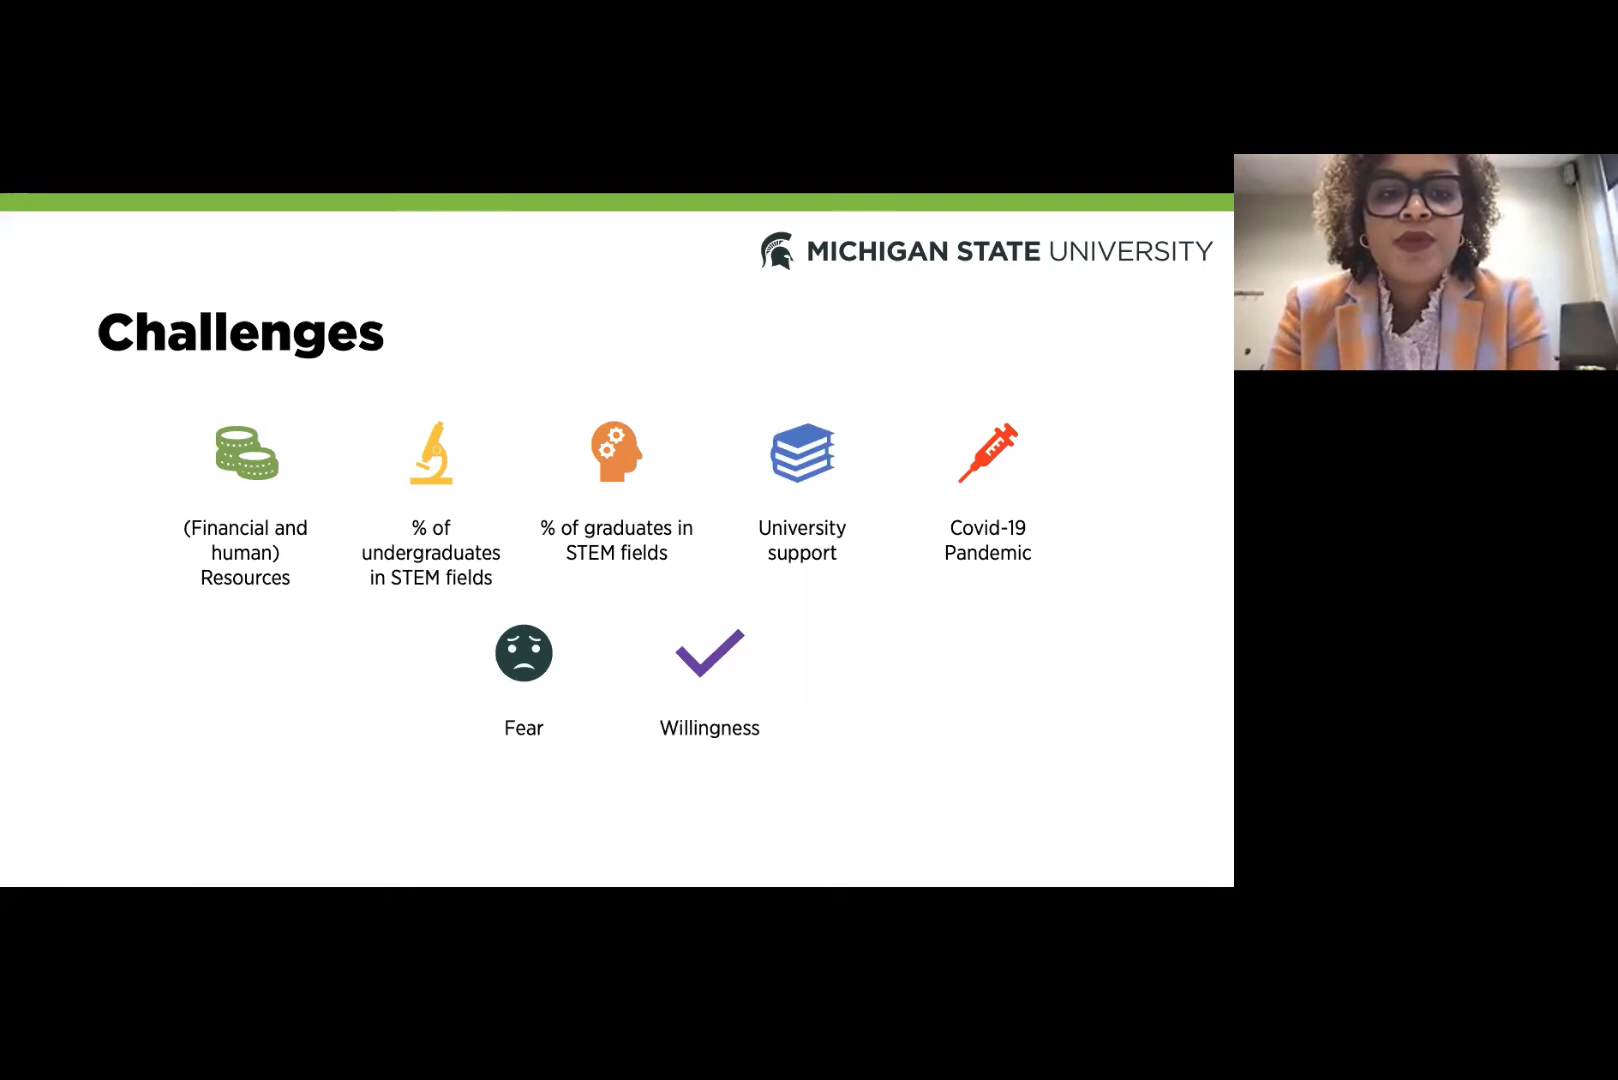 MICHIGAN STATE UNIVERSITY
Challenges
(Financial and
human)
Resources
% of
undergraduates
in STEM fields
% of graduates in
STEM fields
University
support
Covid-19
Pandemic
Fear
Willingness